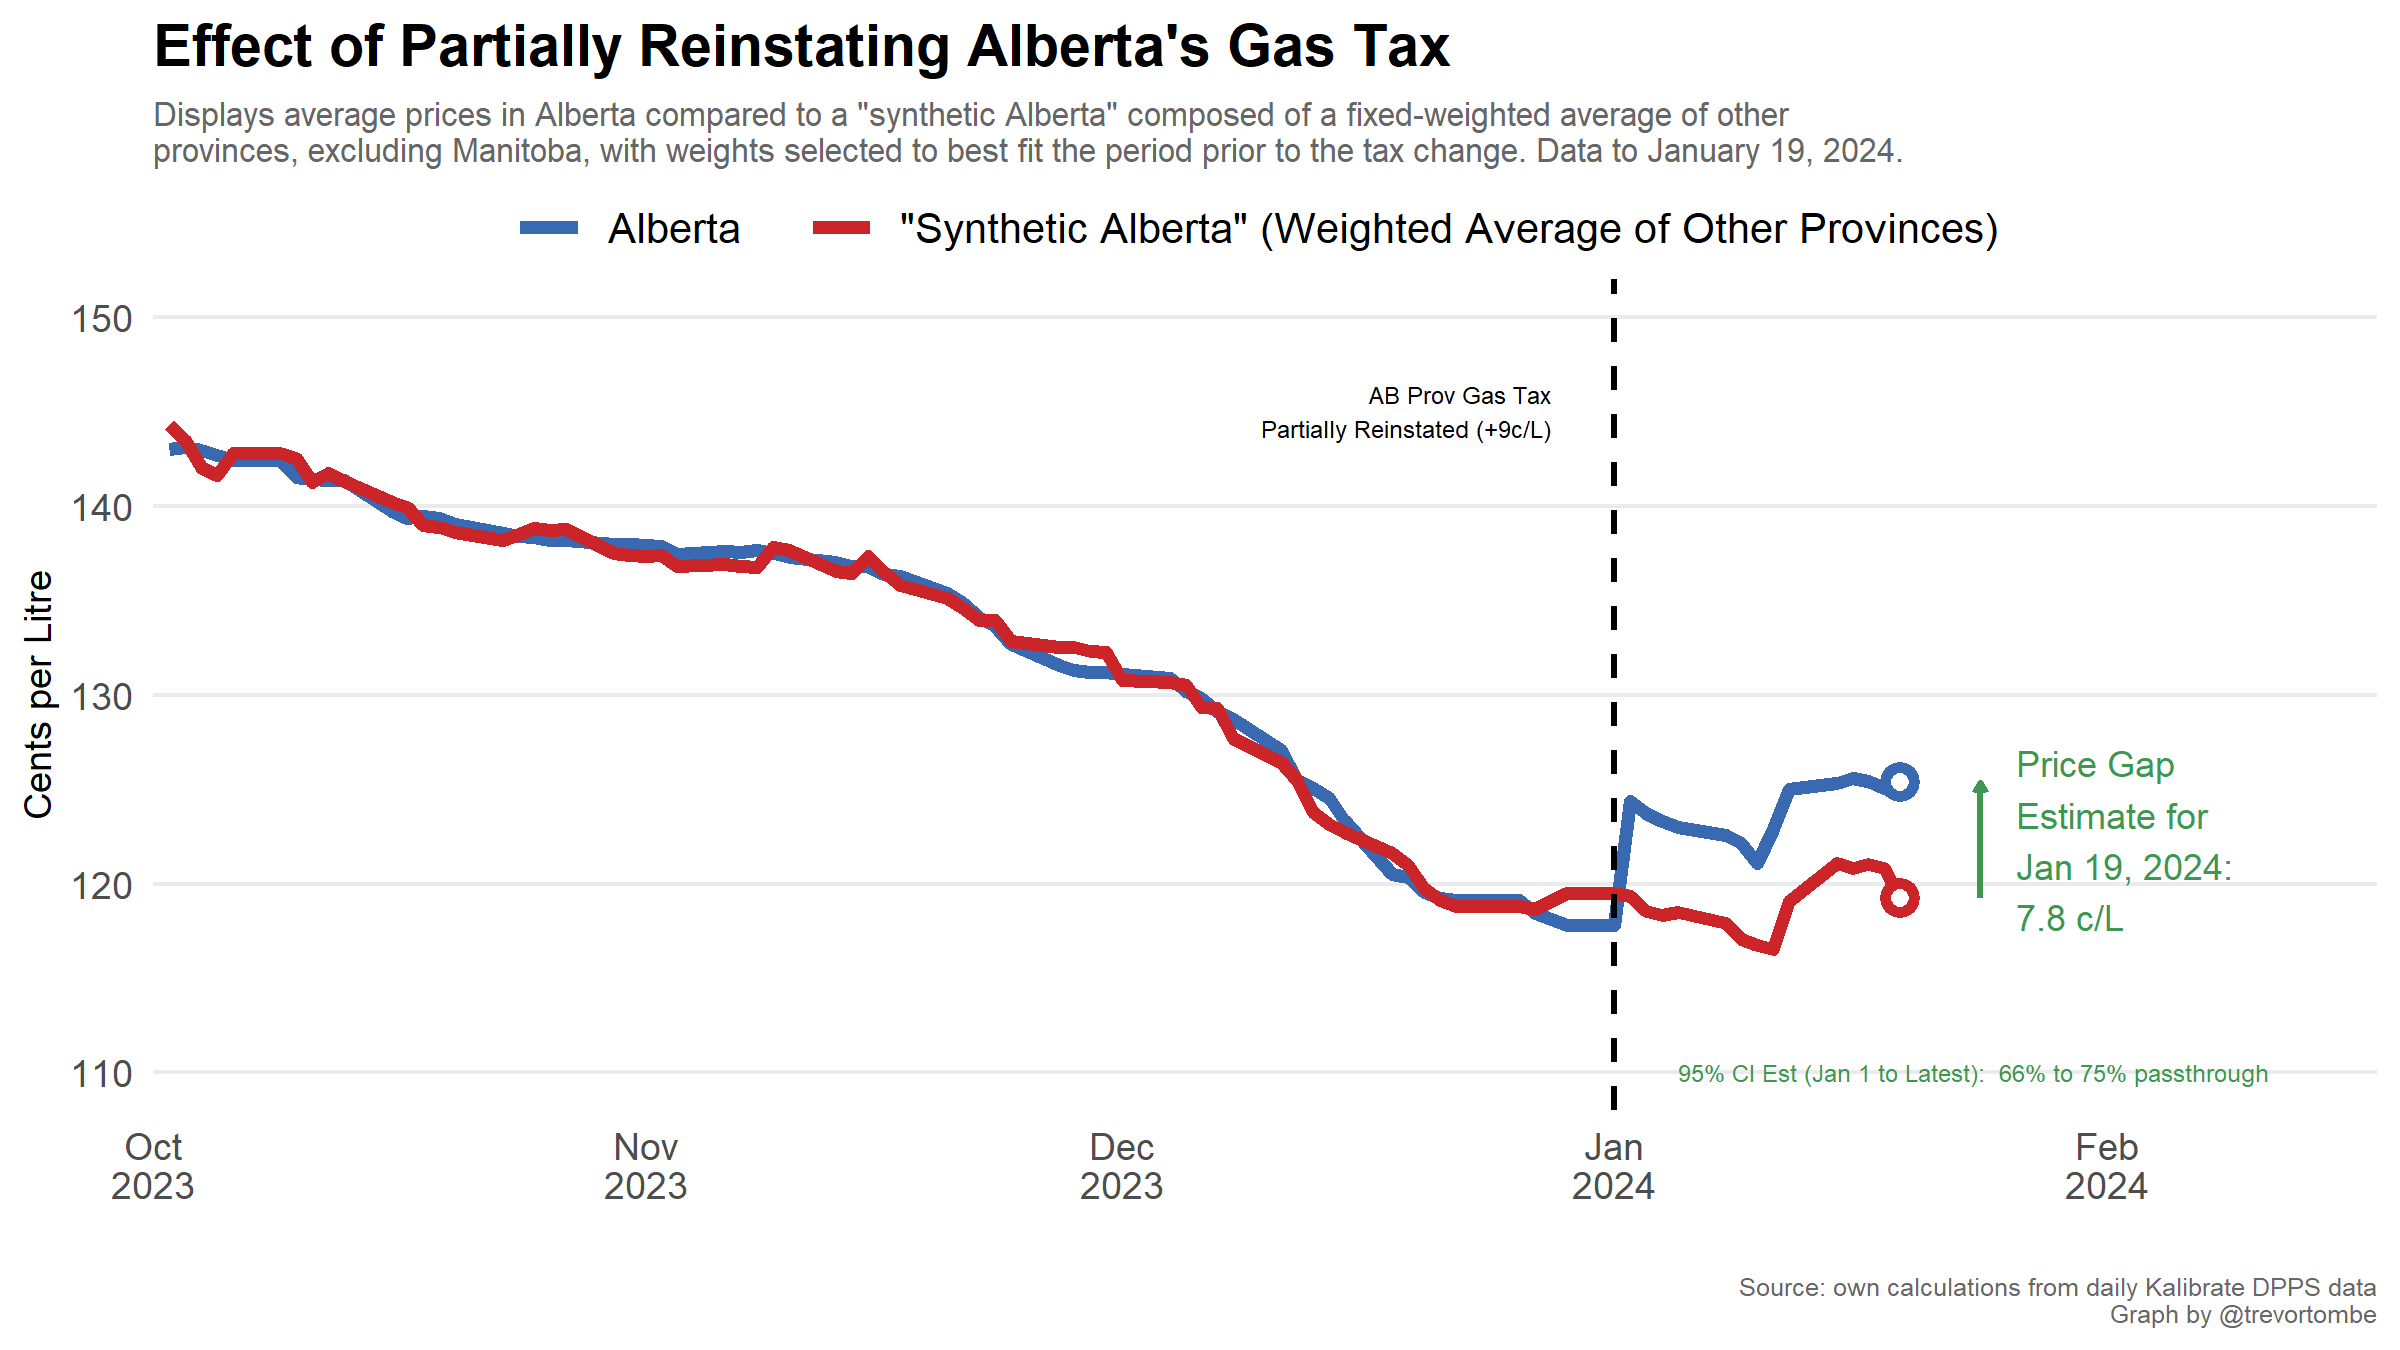 Effect of Partially Reinstating Alberta's Gas Tax
Displays average prices in Alberta compared to a "synthetic Alberta" composed of a fixed-weighted average of other
provinces, excluding Manitoba, with weights selected to best fit the period prior to the tax change. Data to January 19, 2024.
Alberta
"Synthetic Alberta" (Weighted Average of Other Provinces)
Cents per Litre
150
140
130
120
110
AB Prov Gas Tax
Partially Reinstated (+9c/L)
Price Gap
Estimate for
Jan 19, 2024:
7.8 c/L
95% CI Est (Jan 1 to Latest):  66% to 75% passthrough
Oct
2023
Nov
2023
Dec
2023
Jan
2024
Feb
2024
Source: own calculations from daily Kalibrate DPPS data
Graph by @trevortombe